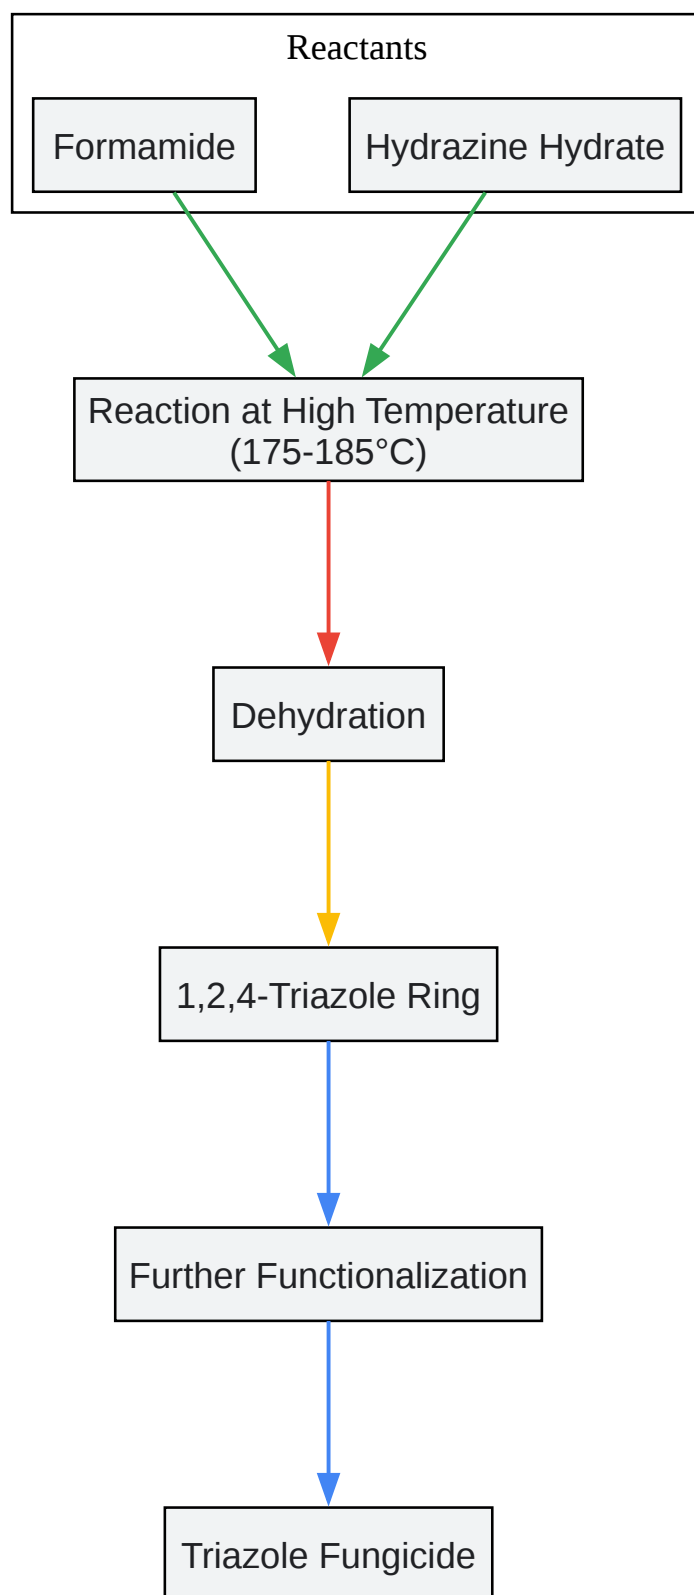 Reactants
Formamide
Hydrazine Hydrate
Reaction at High Temperature
(175-185°C)
Dehydration
1,2,4-Triazole Ring
Further Functionalization
Triazole Fungicide